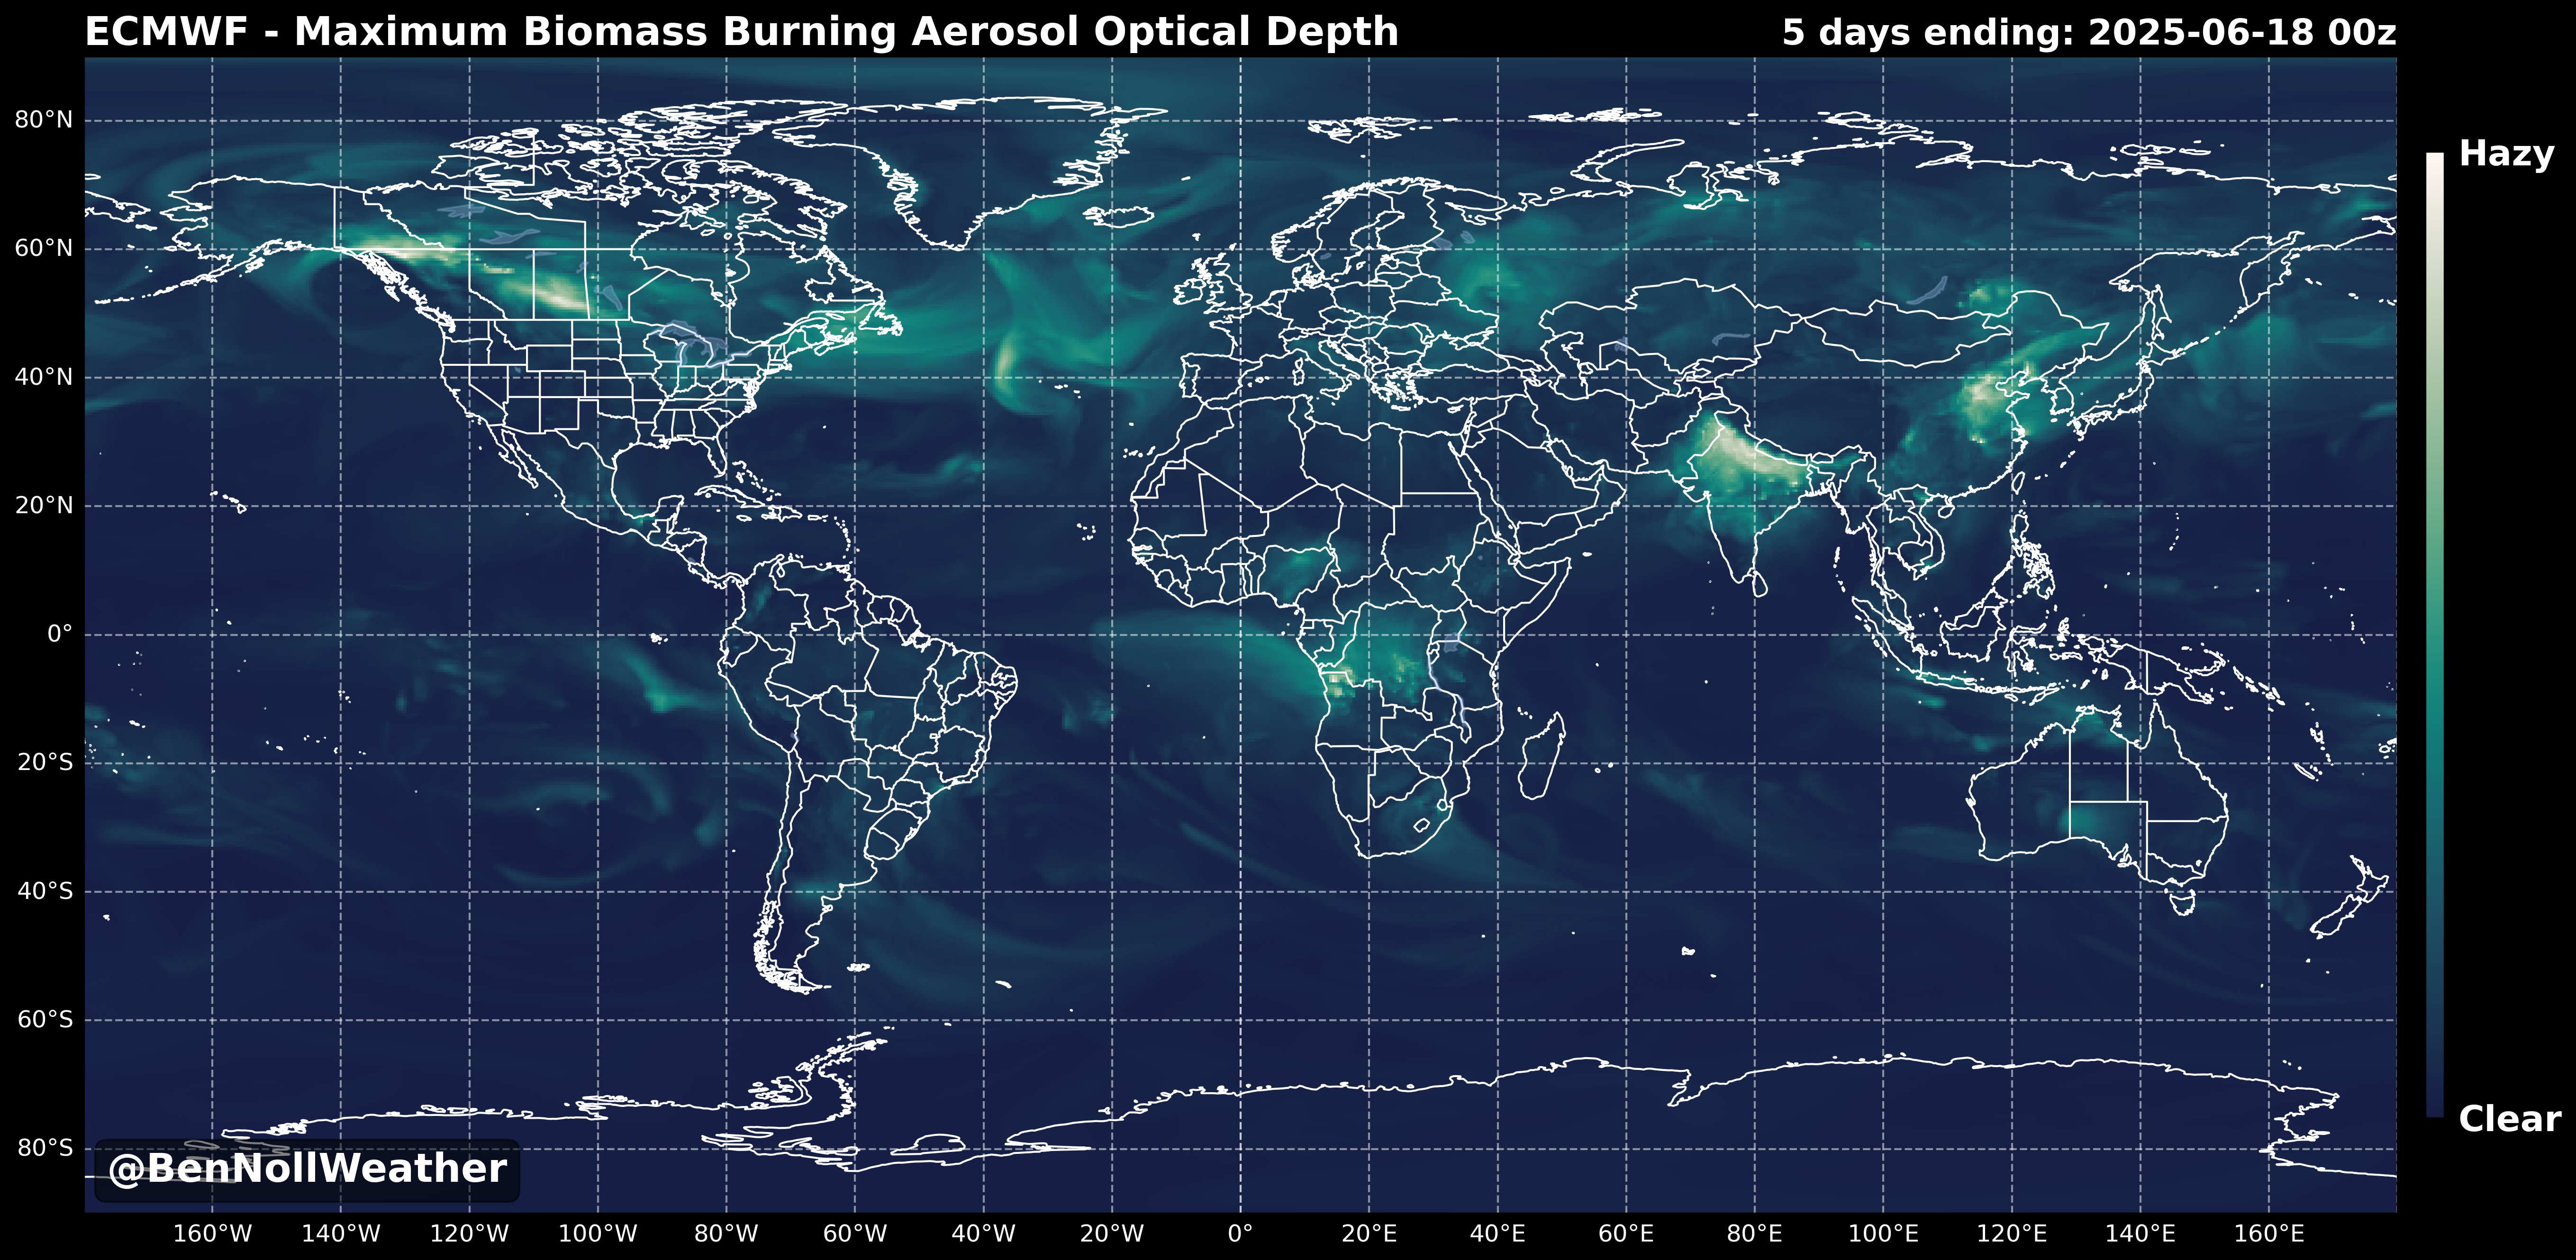 ECMWF - Maximum Biomass Burning Aerosol Optical Depth
5 days ending: 2025-06-18 00z
80°N
60°N
40°N
20°N
0°
20°S
40°S
60°S
80°S
Hazy
Clear
@BenNollWeather
160°W 140°W 120°W 100°W 80°W 60°W 40°W 20°W 0° 20°E 40°E 60°E 80°E 100°E 120°E 140°E 160°E